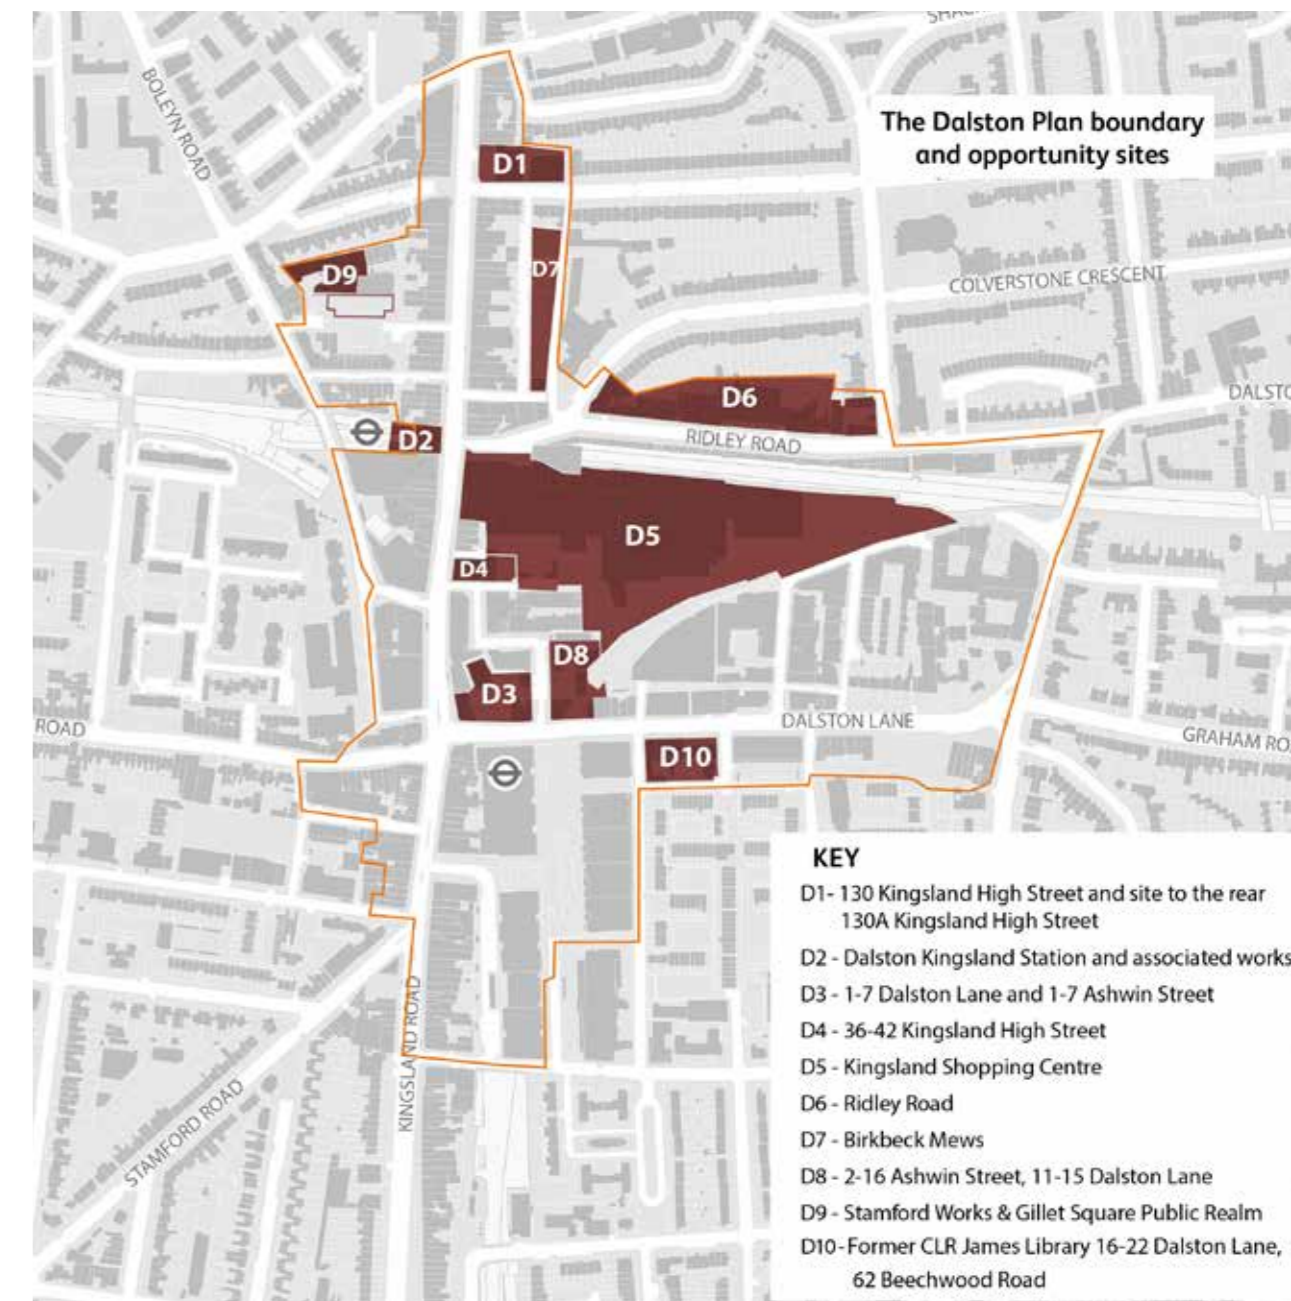 SHAC
BOLEYN ROAD
The Dalston Plan boundary
and opportunity sites
D1
D9
D7
COLVERSTONE CRESCENT
D6
DALSTO
D2
RIDLEY ROAD
D5
D4
D8
D3
ROAD
DALSTON LANE
GRAHAM RO
D10
KINGSLAND ROAD
STAMFORD ROAD
KEY
D1- 130 Kingsland High Street and site to the rear
130A Kingsland High Street
D2 - Dalston Kingsland Station and associated works
D3 - 1-7 Dalston Lane and 1-7 Ashwin Street
D4 - 36-42 Kingsland High Street
D5 - Kingsland Shopping Centre
D6 - Ridley Road
D7 - Birkbeck Mews
D8 - 2-16 Ashwin Street, 11-15 Dalston Lane
D9 - Stamford Works & Gillet Square Public Realm
D10-Former CLR James Library 16-22 Dalston Lane,
62 Beechwood Road